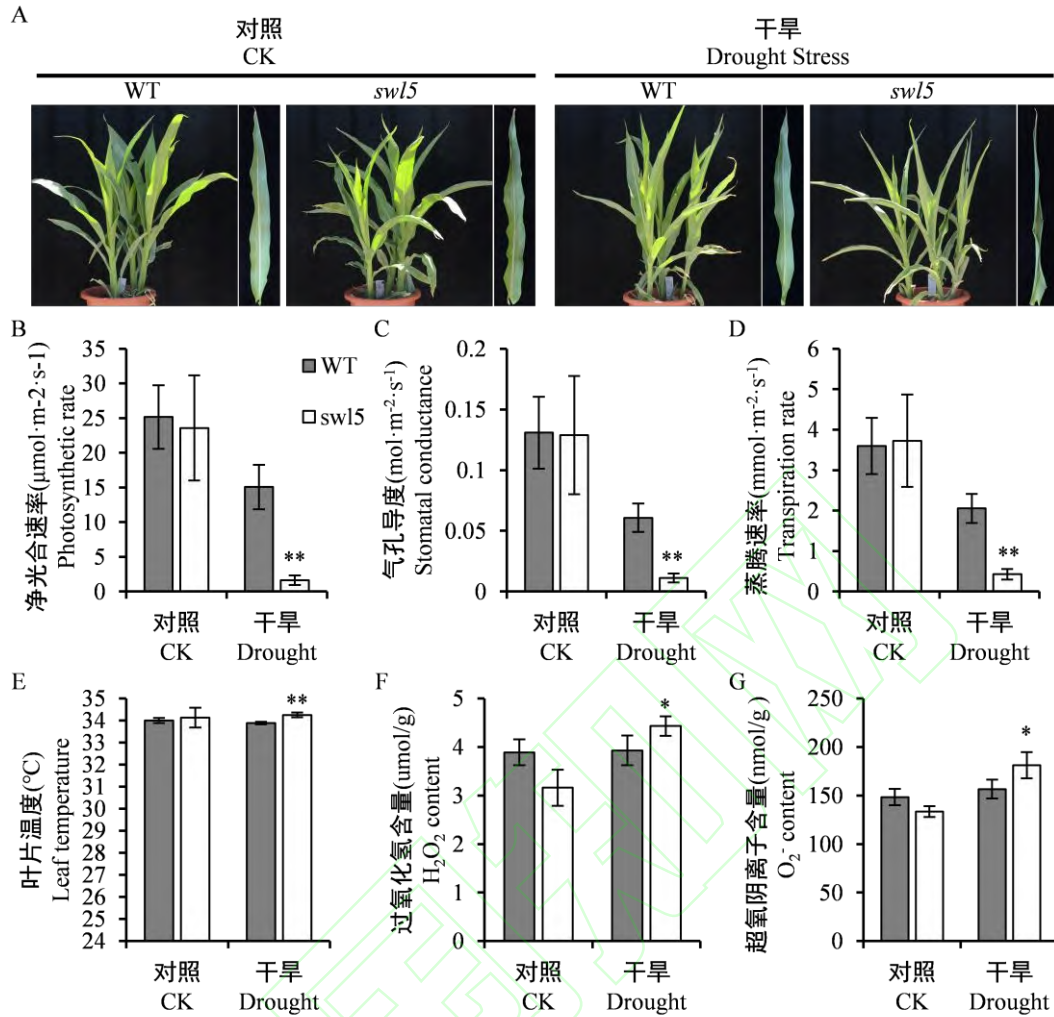 A
对照
CK
干旱
Drought Stress
WT
swl5
WT
swl5
B
净光合速率(μmol·m-2·s-1)
Photosynthetic rate
35
30
25
20
15
10
5
0
**
WT
swl5
对照
CK
干旱
Drought
C
气孔导度(mol·m⁻²·s⁻¹)
Stomatal conductance
0.2
0.15
0.1
0.05
0
**
对照
CK
干旱
Drought
D
蒸腾速率(mmol·m⁻²·s⁻¹)
Transpiration rate
6
5
4
3
2
1
0
**
对照
CK
干旱
Drought
E
叶片温度(°C)
Leaf temperature
34
35
34
33
32
31
30
29
28
27
26
25
24
**
对照
CK
干旱
Drought
F
过氧化氢含量(umol/g)
H₂O₂ content
5
4
3
2
1
0
*
对照
CK
干旱
Drought
G
超氧阴离子含量(nmol/g )
O₂⁻ content
250
200
150
100
50
0
*
对照
CK
干旱
Drought